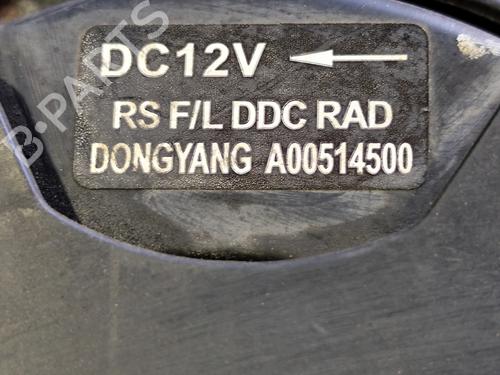 DC12V ←
RS F/L DDC RAD
DONGYANG A00514500
B-PARTS